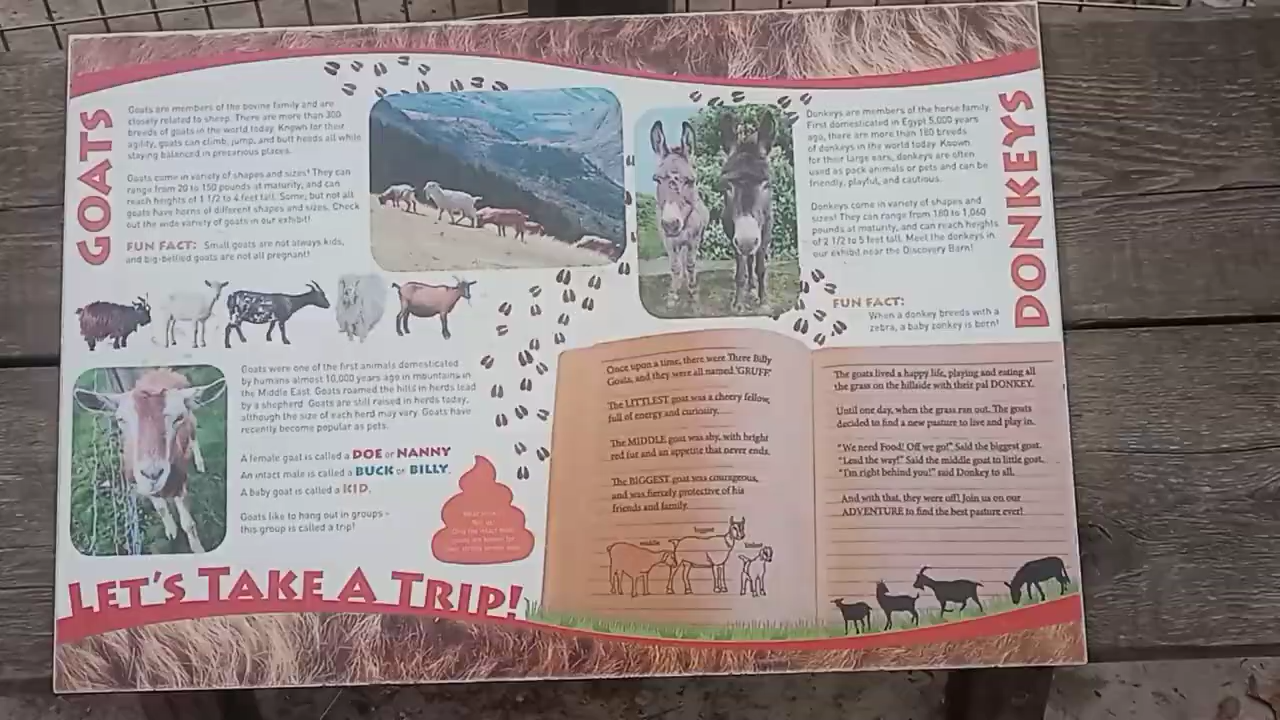 GOATS
Goats are members of the bovine family and are
closely related to sheep. There are more than 300
breeds of goats in the world today. Known for their
agility, goats can climb, jump, and butt heads all while
staying balanced in precarious places.
Goats come in variety of shapes and sizes! They can
range from 20 to 150 pounds at maturity, and can
reach heights of 1 1/2 to 4 feet tall. Some, but not all
goats have horns of different shapes and sizes. Check
out the wide variety of goats in our exhibit!
FUN FACT: Small goats are not always kids,
and big-bellied goats are not all pregnant!
Goats were one of the first animals domesticated
by humans almost 10,000 years ago in mountains in
the Middle East. Goats roamed the hills in herds lead
by a shepherd. Goats are still raised in herds today,
although the size of each herd may vary. Goats have
recently become popular as pets.
A female goat is called a DOE or NANNY
An intact male is called a BUCK or BILLY.
A baby goat is called a KID.
Goats like to hang out in groups -
this group is called a trip!
LET'S TAKE A TRIP!
DONKEYS
Donkeys are members of the horse family.
First domesticated in Egypt 5,000 years
ago, there are more than 180 breeds
of donkeys in the world today. Known
for their large ears, donkeys are often
used as pack animals or pets and can be
friendly, playful, and cautious.
Donkeys come in variety of shapes and
sizes! They can range from 180 to 1,060
pounds at maturity, and can reach heights
of 2 1/2 to 5 feet tall. Meet the donkeys in
our exhibit near the Discovery Barn!
FUN FACT:
When a donkey breeds with a
zebra, a baby zonkey is born!
Once upon a time, there were Three Billy
Goats, and they were all named 'GRUFF'
The LITTLEST goat was a cheery fellow,
full of energy and curiosity.
The MIDDLE goat was shy, with bright
red fur and an appetite that never ends.
The BIGGEST goat was courageous,
and was fiercely protective of his
friends and family.
middle
biggest
littlest
The goats lived a happy life, playing and eating all
the grass on the hillside with their pal DONKEY.
Until one day, when the grass ran out. The goats
decided to find a new pasture to live and play in.
"We need Food! Off we go!" Said the biggest goat.
"Lead the way!" Said the middle goat to little goat.
"I'm right behind you!" said Donkey to all.
And with that, they were off! Join us on our
ADVENTURE to find the best pasture ever!